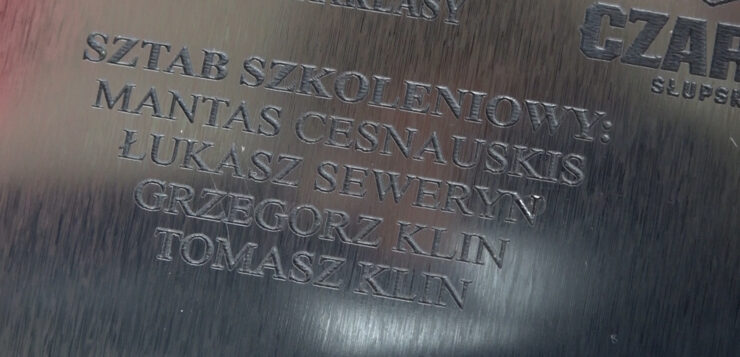 SZTAB SZKOLENIOWY:
MANTAS CESNAUSKIS
ŁUKASZ SEWERYN
GRZEGORZ KLIN
TOMASZ KLIN